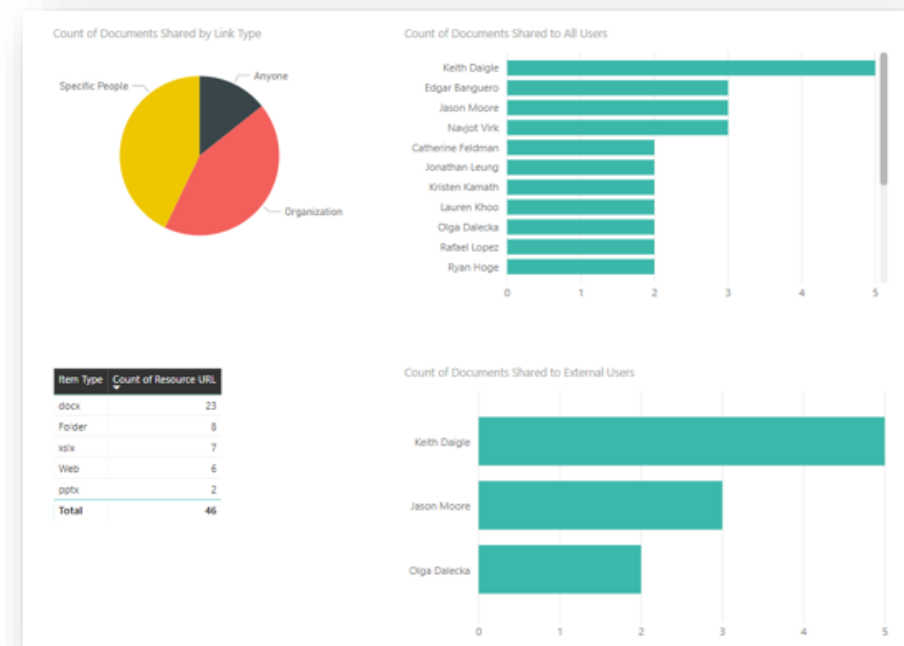 Count of Documents Shared by Link Type
Anyone
Specific People
Organization
Count of Documents Shared to All Users
Keith Daigle
Edgar Banguero
Jason Moore
Navjot Virk
Catherine Feldman
Jonathan Leung
Kristen Kamath
Lauren Khoo
Olga Dalecka
Rafael Lopez
Ryan Hoge
0 1 2 3 4 5
Item Type Count of Resource URL
docx 23
Folder 8
xslx 7
Web 6
pptx 2
Total 46
Count of Documents Shared to External Users
Keith Daigle
Jason Moore
Olga Dalecka
0 1 2 3 4 5